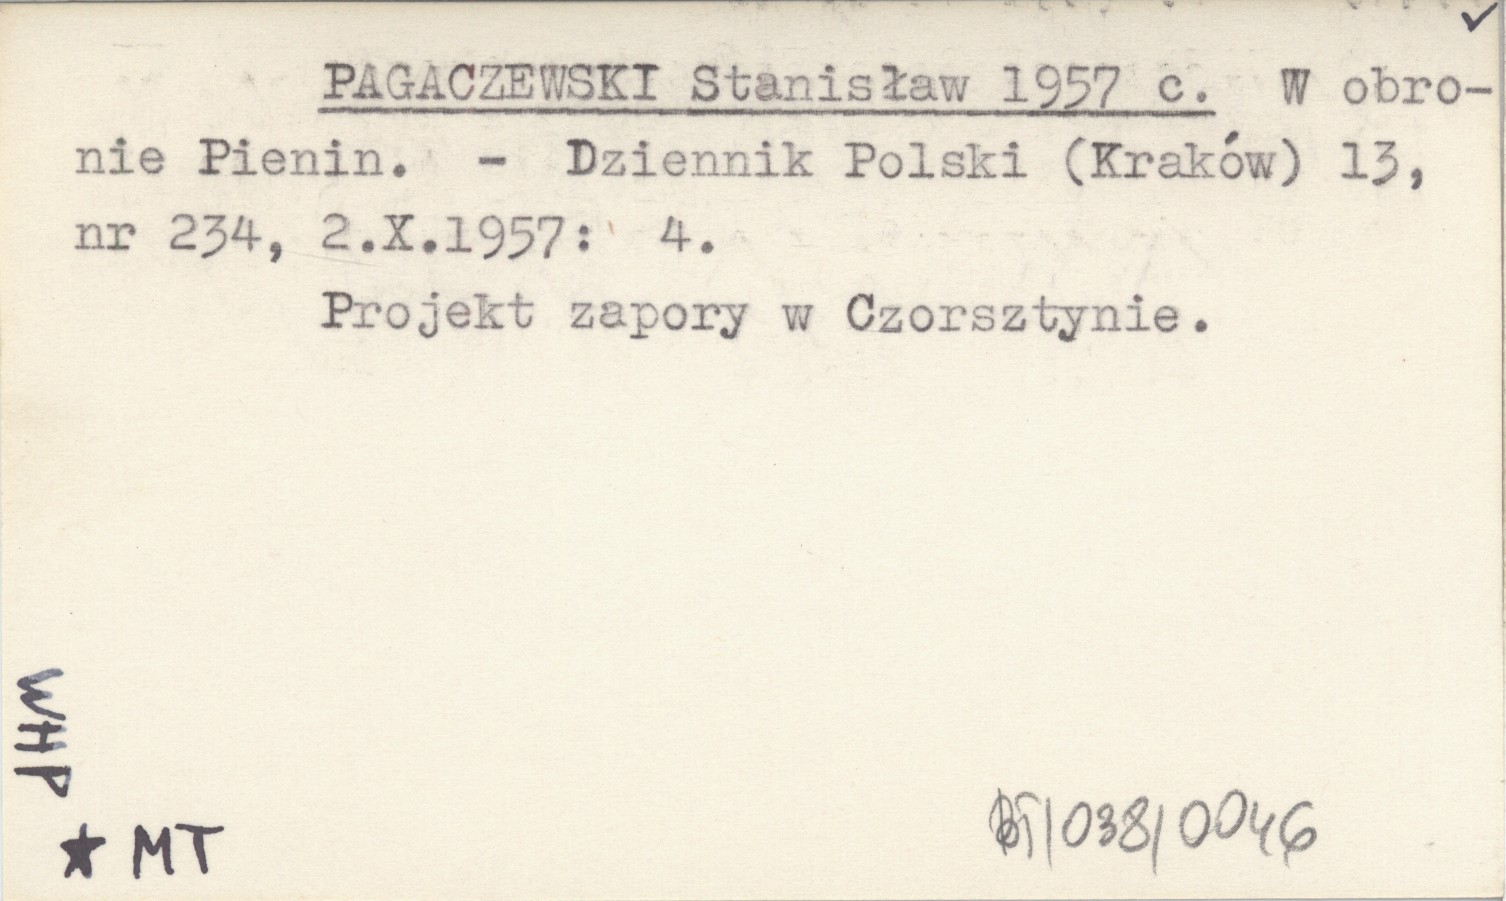 PAGACZEWSKI Stanisław 1957 c. W obro-
nie Pienin. - Dziennik Polski (Kraków) 13,
nr 234, 2.X.1957: 4.
Projekt zapory w Czorsztynie.
WHP
★ MT
/038/0046